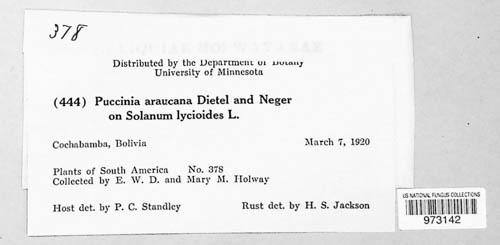 378
Distributed by the Department of Botany
University of Minnesota
(444) Puccinia araucana Dietel and Neger
on Solanum lycioides L.
Cochabamba, Bolivia March 7, 1920
Plants of South America No. 378
Collected by E. W. D. and Mary M. Holway
Host det. by P. C. Standley Rust det. by H. S. Jackson
US NATIONAL FUNGUS COLLECTIONS
973142